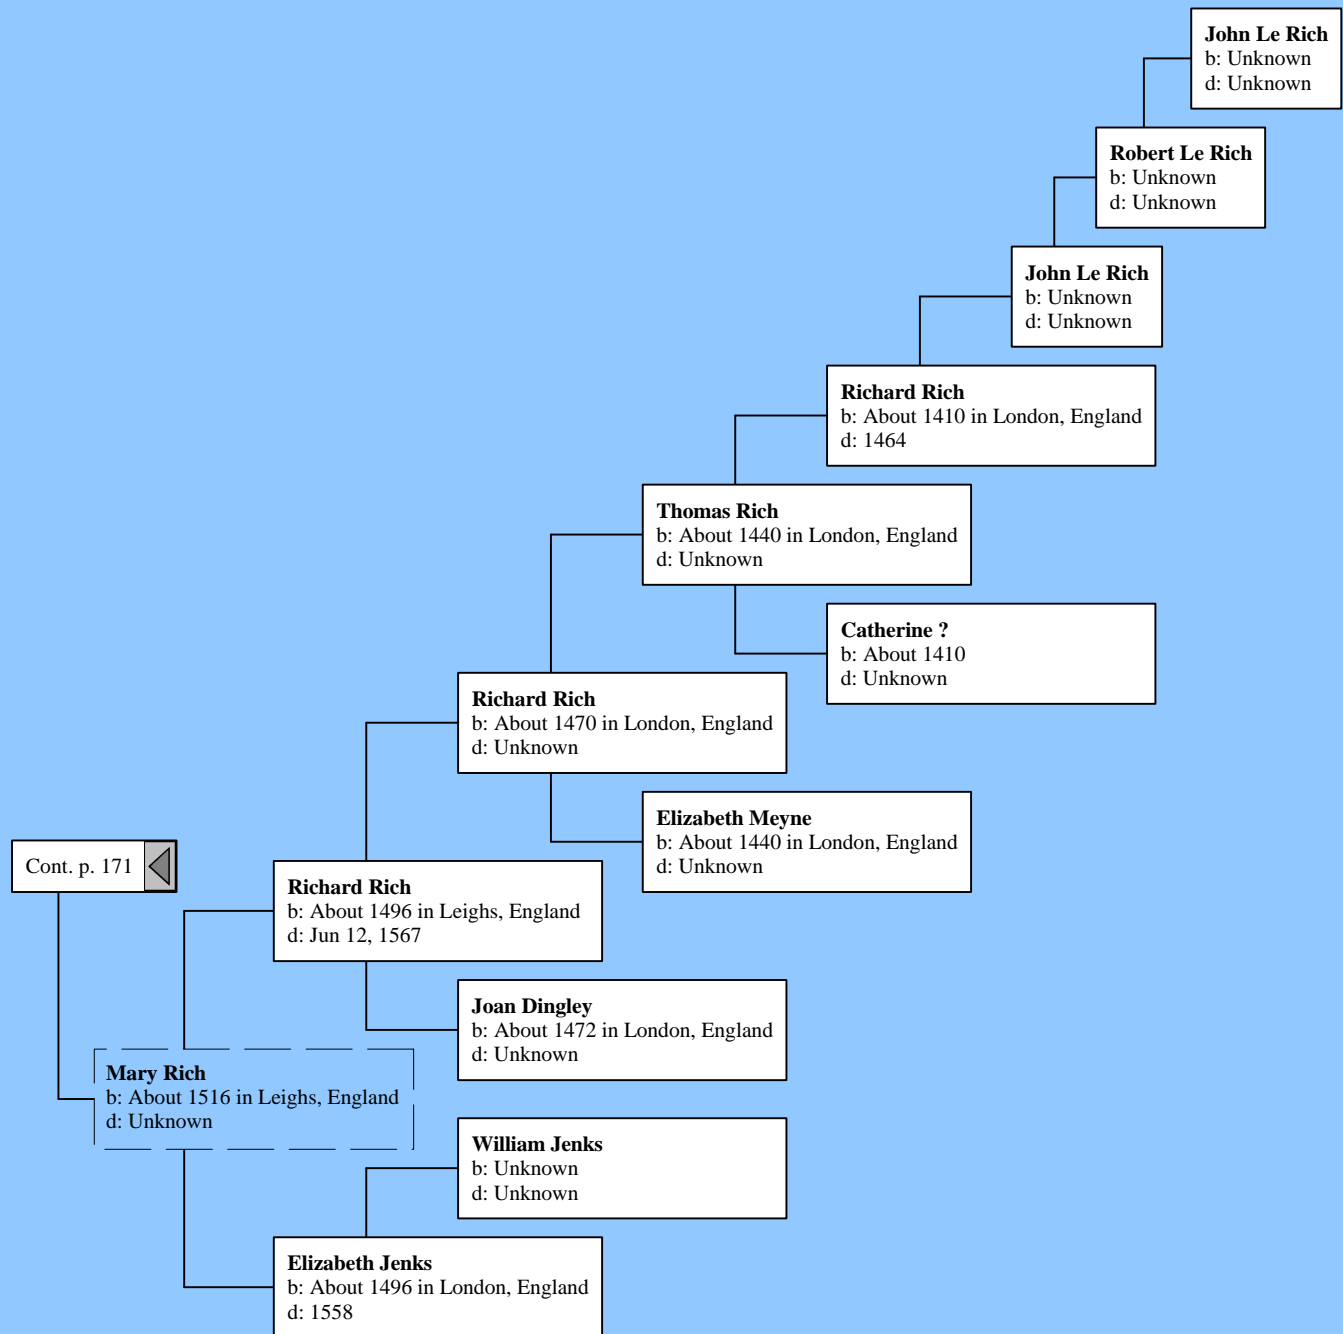 John Le Rich
b: Unknown
d: Unknown
Robert Le Rich
b: Unknown
d: Unknown
John Le Rich
b: Unknown
d: Unknown
Richard Rich
b: About 1410 in London, England
d: 1464
Thomas Rich
b: About 1440 in London, England
d: Unknown
Catherine ?
b: About 1410
d: Unknown
Richard Rich
b: About 1470 in London, England
d: Unknown
Elizabeth Meyne
b: About 1440 in London, England
d: Unknown
Cont. p. 171
Richard Rich
b: About 1496 in Leighs, England
d: Jun 12, 1567
Joan Dingley
b: About 1472 in London, England
d: Unknown
Mary Rich
b: About 1516 in Leighs, England
d: Unknown
William Jenks
b: Unknown
d: Unknown
Elizabeth Jenks
b: About 1496 in London, England
d: 1558